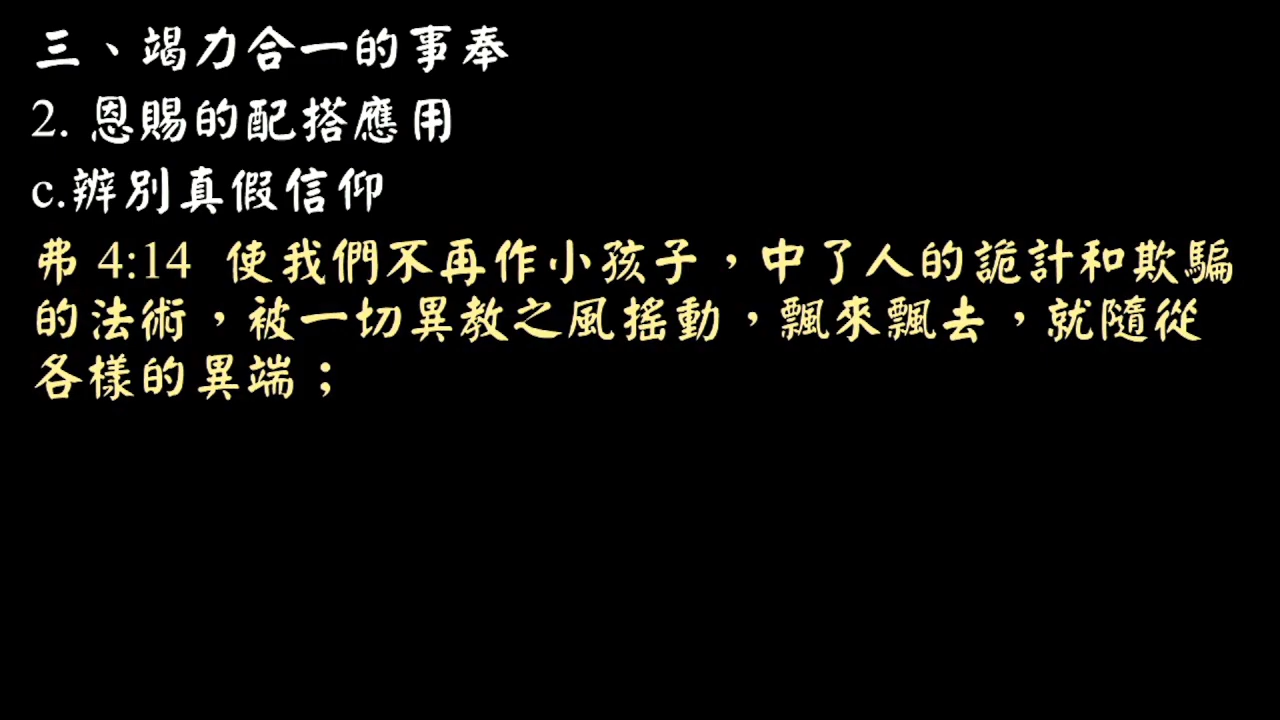 三、竭力合一的事奉
2. 恩賜的配搭應用
c.辨別真假信仰
弗 4:14 使我們不再作小孩子，中了人的詭計和欺騙
的法術，被一切異教之風搖動，飄來飄去，就隨從
各樣的異端；